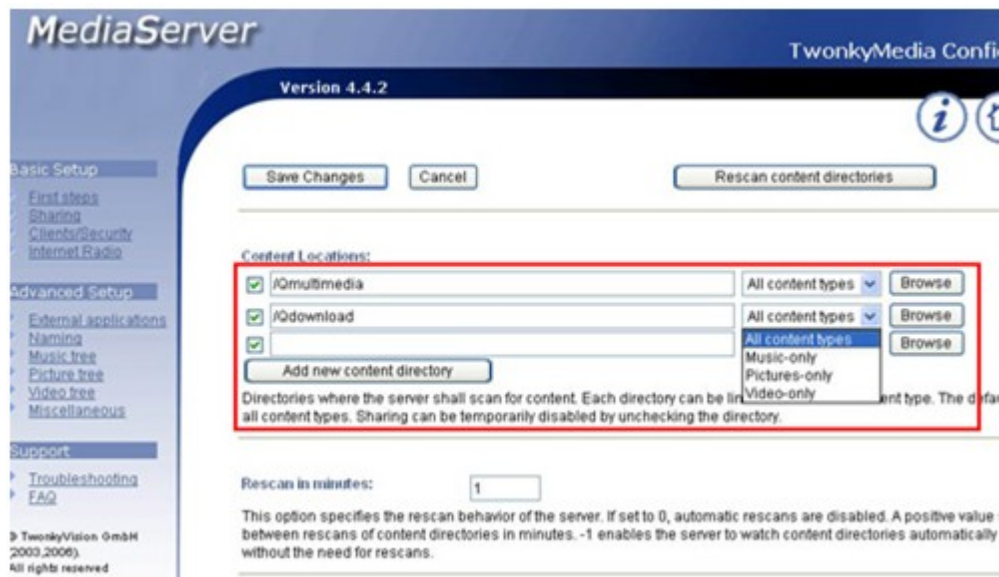 MediaServer
TwonkyMedia Confi
Version 4.4.2
Basic Setup
First steps
Sharing
Clients/Security
Internet Radio
Advanced Setup
External applications
Naming
Music tree
Picture tree
Video tree
Miscellaneous
Support
Troubleshooting
FAQ
© TwonkyVision GmbH
(2003,2006).
All rights reserved
Save Changes
Cancel
Rescan content directories
Content Locations:
/Qmultimedia
All content types
Browse
/Qdownload
All content types
Browse
All content types
Music-only
Pictures-only
Video-only
Browse
Add new content directory
Directories where the server shall scan for content. Each directory can be lin ent type. The defau
all content types. Sharing can be temporarily disabled by unchecking the directory.
Rescan in minutes:
1
This option specifies the rescan behavior of the server. If set to 0, automatic rescans are disabled. A positive value
between rescans of content directories in minutes. -1 enables the server to watch content directories automatically
without the need for rescans.